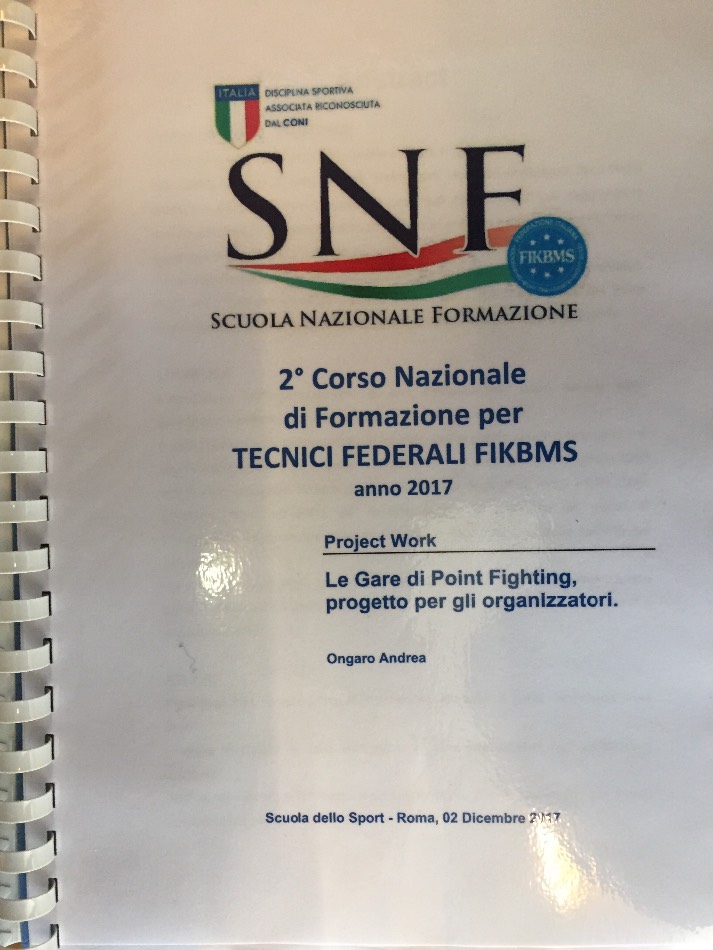 ITALIA
DISCIPLINA SPORTIVA
ASSOCIATA RICONOSCIUTA
DAL CONI
SNF
FIKBMS
SCUOLA NAZIONALE FORMAZIONE
2° Corso Nazionale
di Formazione per
TECNICI FEDERALI FIKBMS
anno 2017
Project Work
Le Gare di Point Fighting,
progetto per gli organizzatori.
Ongaro Andrea
Scuola dello Sport - Roma, 02 Dicembre 2017